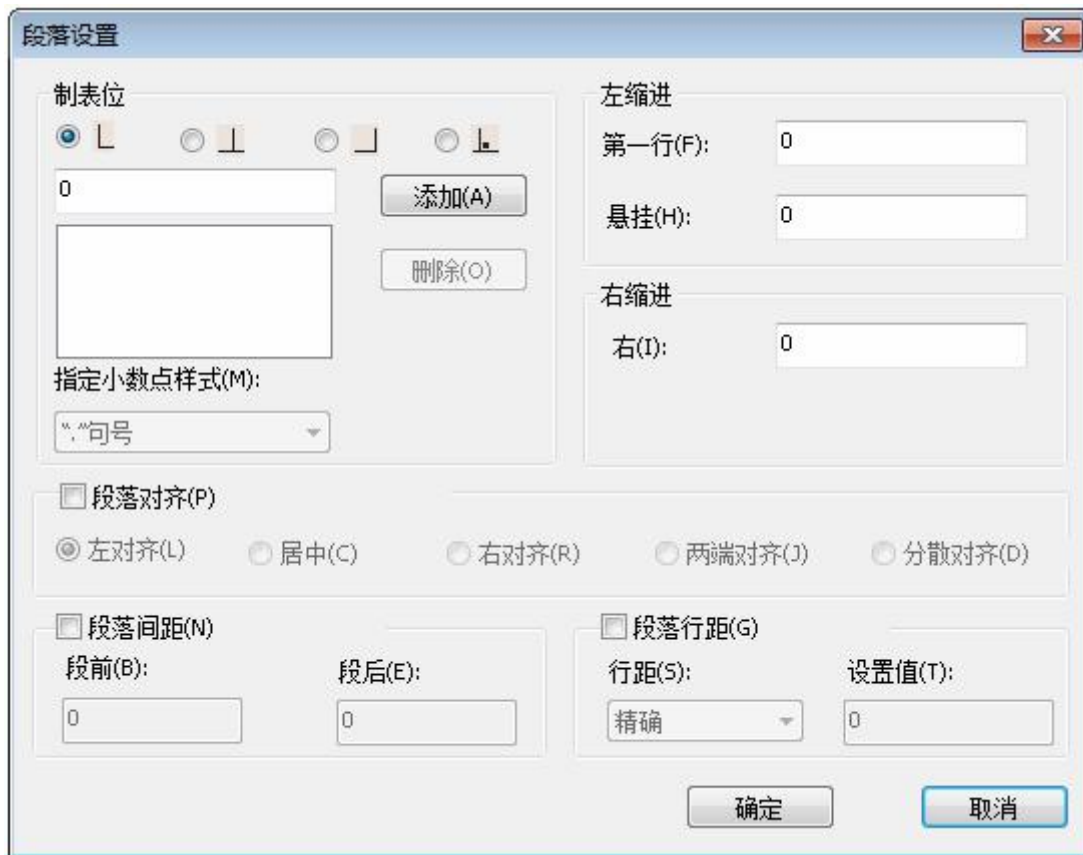 段落设置
制表位
0
添加(A)
删除(O)
指定小数点样式(M):
"."句号
左缩进
第一行(F): 0
悬挂(H): 0
右缩进
右(I): 0
段落对齐(P)
左对齐(L) 居中(C) 右对齐(R) 两端对齐(J) 分散对齐(D)
段落间距(N)
段前(B): 段后(E):
0 0
段落行距(G)
行距(S): 设置值(T):
精确 0
确定 取消